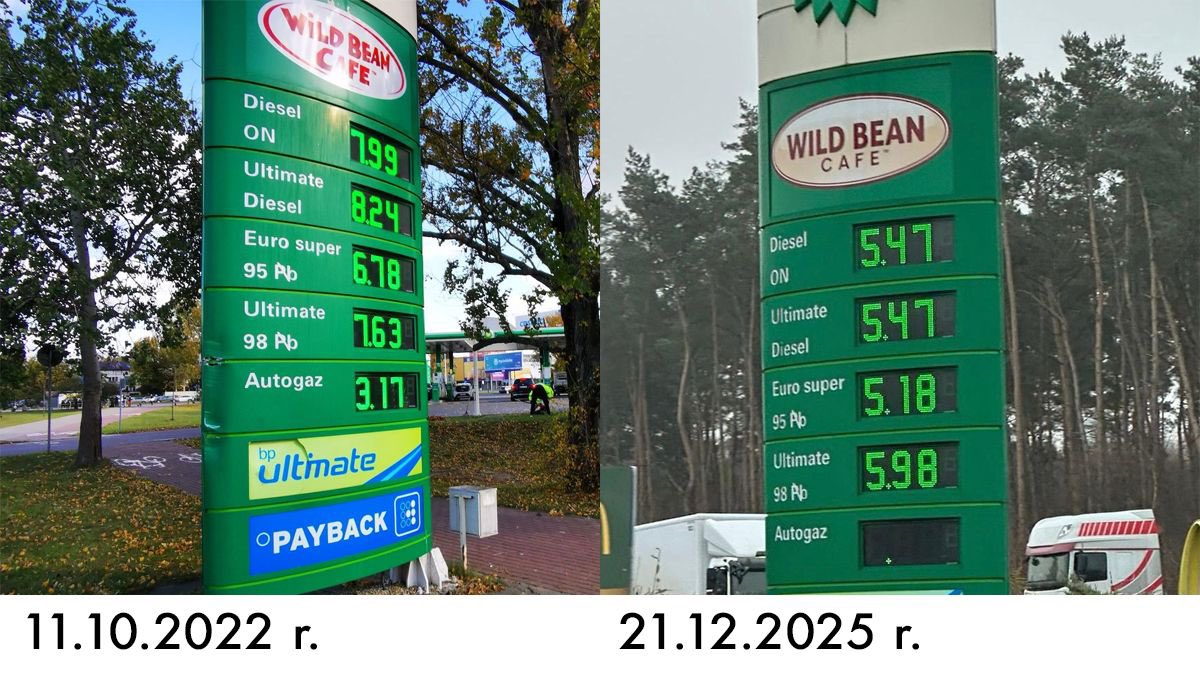 WiLD BEAN
CAFE™
Diesel
ON
7.99
Ultimate
Diesel
8.24
Euro super
95 Pb
6.78
Ultimate
98 Pb
7.63
Autogaz
3.17
bp
ultimate
PAYBACK
WILD BEAN
CAFE™
Diesel
ON
5.47
Ultimate
Diesel
5.47
Euro super
95 Pb
5.18
Ultimate
98 Pb
5.98
Autogaz
11.10.2022 r.
21.12.2025 r.